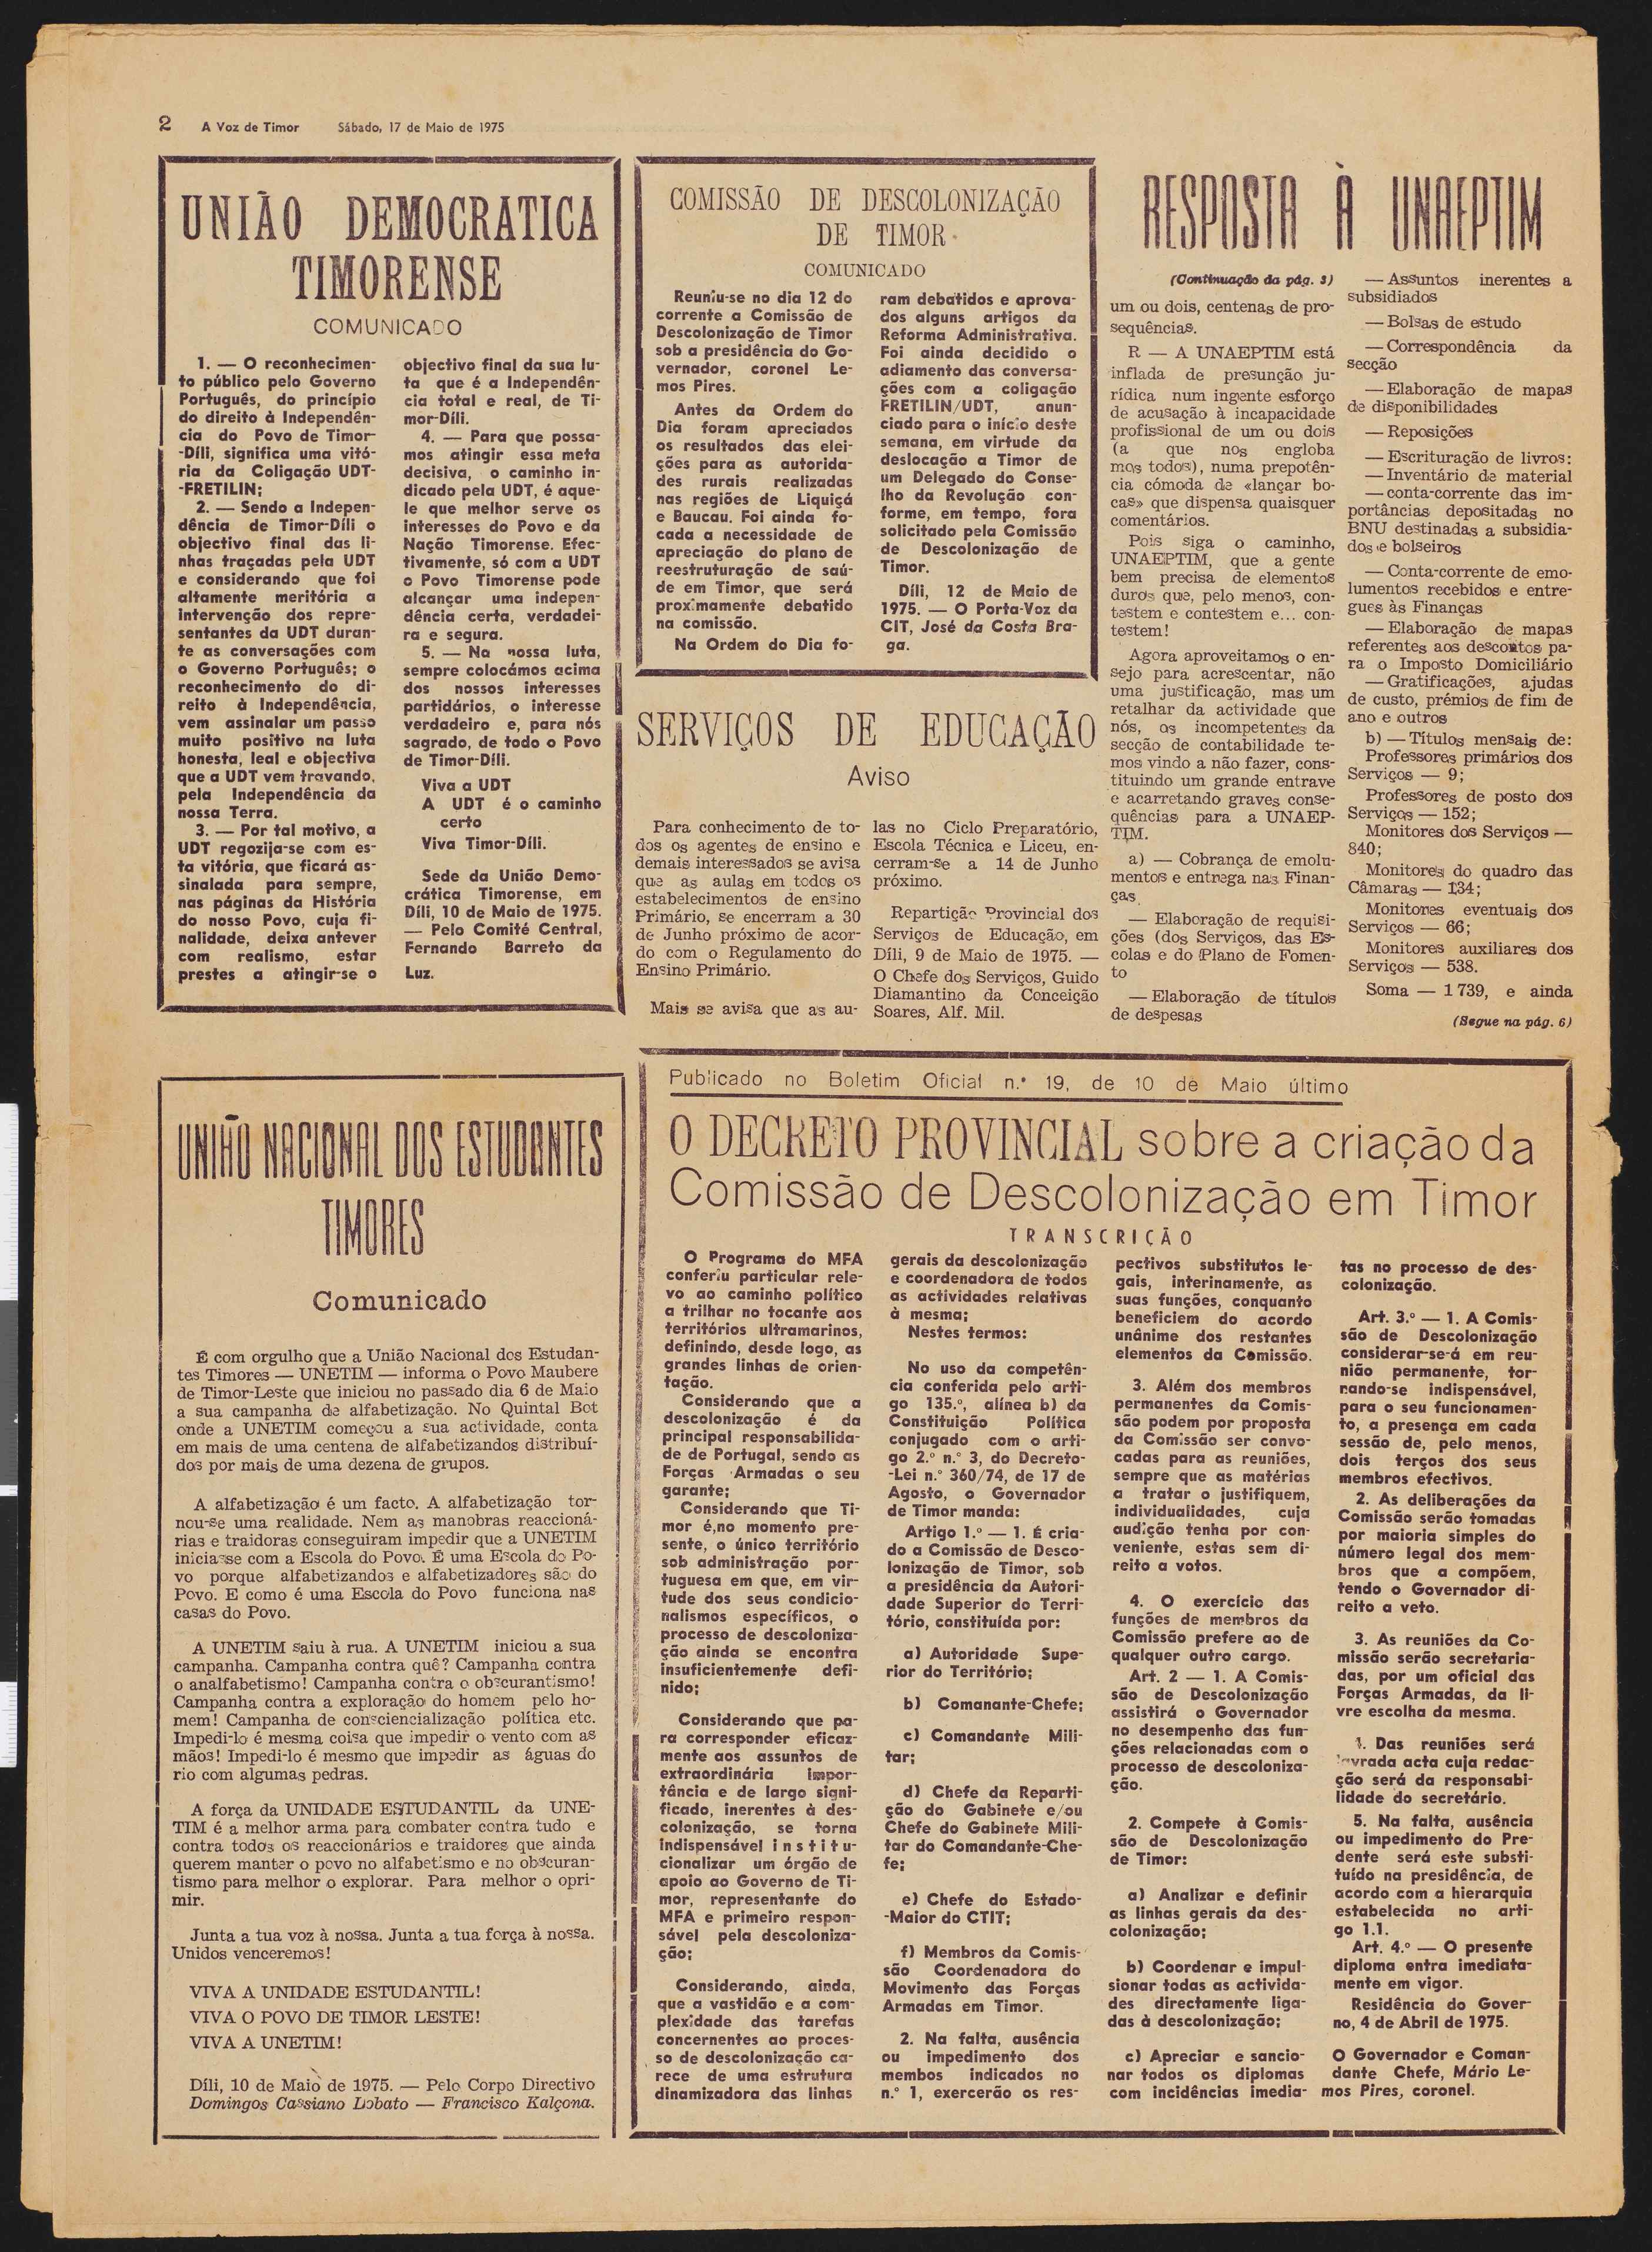 2 A Voz de Timor Sábado, 17 de Maio de 1975
UNIÃO DEMOCRATICA
TIMORENSE
COMUNICADO
1. — O reconhecimen-
to público pelo Governo
Português, do princípio
do direito à Independên-
cia do Povo de Timor-
-Díli, significa uma vitó-
ria da Coligação UDT-
-FRETILIN;
2. — Sendo a Indepen-
dência de Timor-Díli o
objectivo final das li-
nhas traçadas pela UDT
e considerando que foi
altamente meritória a
intervenção dos repre-
sentantes da UDT duran-
te as conversações com
o Governo Português; o
reconhecimento do di-
reito à Independência,
vem assinalar um passo
muito positivo na luta
honesta, leal e objectiva
que a UDT vem travando,
pela Independência da
nossa Terra.
3. — Por tal motivo, a
UDT regozija-se com es-
ta vitória, que ficará as-
sinalada para sempre,
nas páginas da História
do nosso Povo, cuja fi-
nalidade, deixa antever
com realismo, estar
prestes a atingir-se o
objectivo final da sua lu-
ta que é a Independên-
cia total e real, de Ti-
mor-Díli.
4. — Para que possa-
mos atingir essa meta
decisiva, o caminho in-
dicado pela UDT, é aque-
le que melhor serve os
interesses do Povo e da
Nação Timorense. Efec-
tivamente, só com a UDT
o Povo Timorense pode
alcançar uma indepen-
dência certa, verdadei-
ra e segura.
5. — Na nossa luta,
sempre colocámos acima
dos nossos interesses
partidários, o interesse
verdadeiro e, para nós
sagrado, de todo o Povo
de Timor-Díli.
Viva a UDT
A UDT é o caminho
certo
Viva Timor-Díli.
Sede da União Demo-
crática Timorense, em
Díli, 10 de Maio de 1975.
— Pelo Comité Central,
Fernando Barreto da
Luz.
COMISSÃO DE DESCOLONIZAÇÃO
DE TIMOR
COMUNICADO
Reuniu-se no dia 12 do
corrente a Comissão de
Descolonização de Timor
sob a presidência do Go-
vernador, coronel Le-
mos Pires.
Antes da Ordem do
Dia foram apreciados
os resultados das elei-
ções para as autorida-
des rurais realizadas
nas regiões de Liquiçá
e Baucau. Foi ainda fo-
cada a necessidade de
apreciação do plano de
reestruturação de saú-
de em Timor, que será
proximamente debatido
na comissão.
Na Ordem do Dia fo-
ram debatidos e aprova-
dos alguns artigos da
Reforma Administrativa.
Foi ainda decidido o
adiamento das conversa-
ções com a coligação
FRETILIN/UDT, anun-
ciado para o início deste
semana, em virtude da
deslocação a Timor de
um Delegado do Conse-
lho da Revolução con-
forme, em tempo, fora
solicitado pela Comissão
de Descolonização de
Timor.
Díli, 12 de Maio de
1975. — O Porta-Voz da
CIT, José da Costa Bra-
ga.
SERVIÇOS DE EDUCAÇÃO
Aviso
Para conhecimento de to-
dos os agentes de ensino e
demais interessados se avisa
que as aulas em todos os
estabelecimentos de ensino
Primário, se encerram a 30
de Junho próximo de acor-
do com o Regulamento do
Ensino Primário.
Mais se avisa que as au-
las no Ciclo Preparatório,
Escola Técnica e Liceu, en-
cerram-se a 14 de Junho
próximo.
Repartição Provincial dos
Serviços de Educação, em
Díli, 9 de Maio de 1975. —
O Chefe dos Serviços, Guido
Diamantino da Conceição
Soares, Alf. Mil.
RESPOSTA À UNAEPTIM
(Continuação da pág. 3)
um ou dois, centenas de pro-
sequências.
R — A UNAEPTIM está
inflada de presunção ju-
rídica num ingente esforço
de acusação à incapacidade
profissional de um ou dois
(a que nos engloba
mos todos), numa prepotên-
cia cómoda de «lançar bo-
cas» que dispensa quaisquer
comentários.
Pois siga o caminho,
UNAEPTIM, que a gente
bem precisa de elementos
duros que, pelo menos, con-
testem e contestem e... con-
testem!
Agora aproveitamos o en-
sejo para acrescentar, não
uma justificação, mas um
retalhar da actividade que
nós, os incompetentes da
secção de contabilidade te-
mos vindo a não fazer, cons-
tituindo um grande entrave
e acarretando graves conse-
quências para a UNAEP-
TIM.
a) — Cobrança de emolu-
mentos e entrega nas Finan-
ças
— Elaboração de requisi-
ções (dos Serviços, das Es-
colas e do Plano de Fomen-
to
— Elaboração de títulos
de despesas
— Assuntos inerentes a
subsidiados
— Bolsas de estudo
— Correspondência da
secção
— Elaboração de mapas
de disponibilidades
— Reposições
— Escrituração de livros:
— Inventário de material
— conta-corrente das im-
portâncias depositadas no
BNU destinadas a subsidia-
dos e bolseiros
— Conta-corrente de emo-
lumentos recebidos e entre-
gues às Finanças
— Elaboração de mapas
referentes aos descontos pa-
ra o Imposto Domiciliário
— Gratificações, ajudas
de custo, prémios de fim de
ano e outros
b) — Títulos mensais de:
Professores primários dos
Serviços — 9;
Professores de posto dos
Serviços — 152;
Monitores dos Serviços —
840;
Monitores do quadro das
Câmaras — 134;
Monitores eventuais dos
Serviços — 66;
Monitores auxiliares dos
Serviços — 538.
Soma — 1 739, e ainda
(Segue na pág. 6)
UNIÃO NACIONAL DOS ESTUDANTES
TIMORES
Comunicado
É com orgulho que a União Nacional dos Estudan-
tes Timores — UNETIM — informa o Povo Maubere
de Timor-Leste que iniciou no passado dia 6 de Maio
a sua campanha de alfabetização. No Quintal Bot
onde a UNETIM começou a sua actividade, conta
em mais de uma centena de alfabetizandos distribuí-
dos por mais de uma dezena de grupos.
A alfabetização é um facto. A alfabetização tor-
nou-se uma realidade. Nem as manobras reaccioná-
rias e traidoras conseguiram impedir que a UNETIM
iniciasse com a Escola do Povo. É uma Escola do Po-
vo porque alfabetizandos e alfabetizadores são do
Povo. E como é uma Escola do Povo funciona nas
casas do Povo.
A UNETIM saiu à rua. A UNETIM iniciou a sua
campanha. Campanha contra quê? Campanha contra
o analfabetismo! Campanha contra o obscurantismo!
Campanha contra a exploração do homem pelo ho-
mem! Campanha de consciencialização política etc.
Impedi-lo é mesma coisa que impedir o vento com as
mãos! Impedi-lo é mesmo que impedir as águas do
rio com algumas pedras.
A força da UNIDADE ESTUDANTIL da UNE-
TIM é a melhor arma para combater contra tudo e
contra todos os reaccionários e traidores que ainda
querem manter o povo no alfabetismo e no obscuran-
tismo para melhor o explorar. Para melhor o opri-
mir.
Junta a tua voz à nossa. Junta a tua força à nossa.
Unidos venceremos!
VIVA A UNIDADE ESTUDANTIL!
VIVA O POVO DE TIMOR LESTE!
VIVA A UNETIM!
Díli, 10 de Maio de 1975. — Pelo Corpo Directivo
Domingos Cassiano Lobato — Francisco Kalçona.
Publicado no Boletim Oficial n.º 19, de 10 de Maio último
O DECRETO PROVINCIAL sobre a criação da
Comissão de Descolonização em Timor
TRANSCRIÇÃO
O Programa do MFA
conferiu particular rele-
vo ao caminho político
a trilhar no tocante aos
territórios ultramarinos,
definindo, desde logo, as
grandes linhas de orien-
tação.
Considerando que a
descolonização é da
principal responsabilida-
de de Portugal, sendo as
Forças Armadas o seu
garante;
Considerando que Ti-
mor é,no momento pre-
sente, o único território
sob administração por-
tuguesa em que, em vir-
tude dos seus condicio-
nalismos específicos, o
processo de descoloniza-
ção ainda se encontra
insuficientemente defi-
nido;
Considerando que pa-
ra corresponder eficaz-
mente aos assuntos de
extraordinária impor-
tância e de largo signi-
ficado, inerentes à des-
colonização, se torna
indispensável institu-
cionalizar um órgão de
apoio ao Governo de Ti-
mor, representante do
MFA e primeiro respon-
sável pela descoloniza-
ção;
Considerando, ainda,
que a vastidão e a com-
plexidade das tarefas
concernentes ao proces-
so de descolonização ca-
rece de uma estrutura
dinamizadora das linhas
gerais da descolonização
e coordenadora de todos
as actividades relativas
à mesma;
Nestes termos:
No uso da competên-
cia conferida pelo arti-
go 135.º, alínea b) da
Constituição Política
conjugado com o arti-
go 2.º n.º 3, do Decreto-
-Lei n.º 360/74, de 17 de
Agosto, o Governador
de Timor manda:
Artigo 1.º — 1. É cria-
do a Comissão de Desco-
lonização de Timor, sob
a presidência da Autori-
dade Superior do Terri-
tório, constituída por:
a) Autoridade Supe-
rior do Território;
b) Comanante-Chefe;
c) Comandante Mili-
tar;
d) Chefe da Reparti-
ção do Gabinete e/ou
Chefe do Gabinete Mili-
tar do Comandante-Che-
fe;
e) Chefe do Estado-
-Maior do CTIT;
f) Membros da Comis-
são Coordenadora do
Movimento das Forças
Armadas em Timor.
2. Na falta, ausência
ou impedimento dos
membos indicados no
n.º 1, exercerão os res-
pectivos substitutos le-
gais, interinamente, as
suas funções, conquanto
beneficiem do acordo
unânime dos restantes
elementos da Comissão.
3. Além dos membros
permanentes da Comis-
são podem por proposta
da Comissão ser convo-
cadas para as reuniões,
sempre que as matérias
a tratar o justifiquem,
individualidades, cuja
audição tenha por con-
veniente, estas sem di-
reito a votos.
4. O exercício das
funções de membros da
Comissão prefere ao de
qualquer outro cargo.
Art. 2 — 1. A Comis-
são de Descolonização
assistirá o Governador
no desempenho das fun-
ções relacionadas com o
processo de descoloniza-
ção.
2. Compete à Comis-
são de Descolonização
de Timor:
a) Analizar e definir
as linhas gerais da des-
colonização;
b) Coordenar e impul-
sionar todas as activida-
des directamente liga-
das à descolonização;
c) Apreciar e sancio-
nar todos os diplomas
com incidências imedia-
tas no processo de des-
colonização.
Art. 3.º — 1. A Comis-
são de Descolonização
considerar-se-á em reu-
nião permanente, tor-
nando-se indispensável,
para o seu funcionamen-
to, a presença em cada
sessão de, pelo menos,
dois terços dos seus
membros efectivos.
2. As deliberações da
Comissão serão tomadas
por maioria simples do
número legal dos mem-
bros que a compõem,
tendo o Governador di-
reito a veto.
3. As reuniões da Co-
missão serão secretaria-
das, por um oficial das
Forças Armadas, da li-
vre escolha da mesma.
4. Das reuniões será
lavrada acta cuja redac-
ção será da responsabi-
lidade do secretário.
5. Na falta, ausência
ou impedimento do Pre-
dente será este substi-
tuído na presidência, de
acordo com a hierarquia
estabelecida no arti-
go 1.1.
Art. 4.º — O presente
diploma entra imediata-
mente em vigor.
Residência do Gover-
no, 4 de Abril de 1975.
O Governador e Coman-
dante Chefe, Mário Le-
mos Pires, coronel.